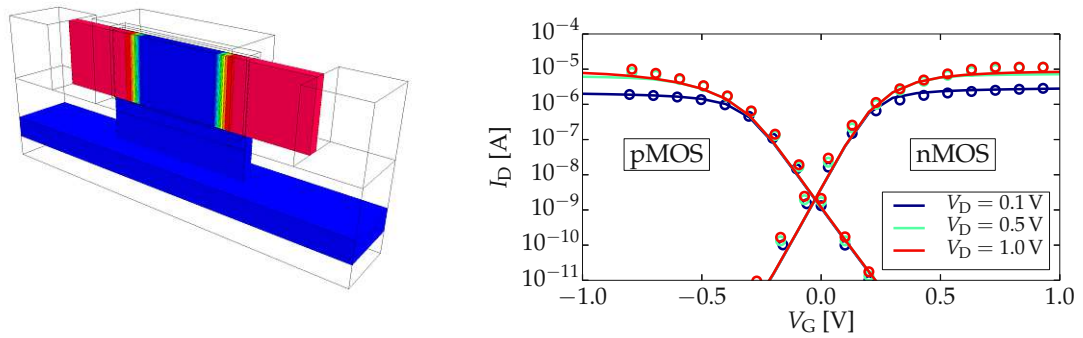 10⁻⁴
10⁻⁵
10⁻⁶
10⁻⁷
10⁻⁸
10⁻⁹
10⁻¹⁰
10⁻¹¹
I_D [A]
pMOS
nMOS
V_D = 0.1 V
V_D = 0.5 V
V_D = 1.0 V
−1.0 −0.5 0.0 0.5 1.0
V_G [V]